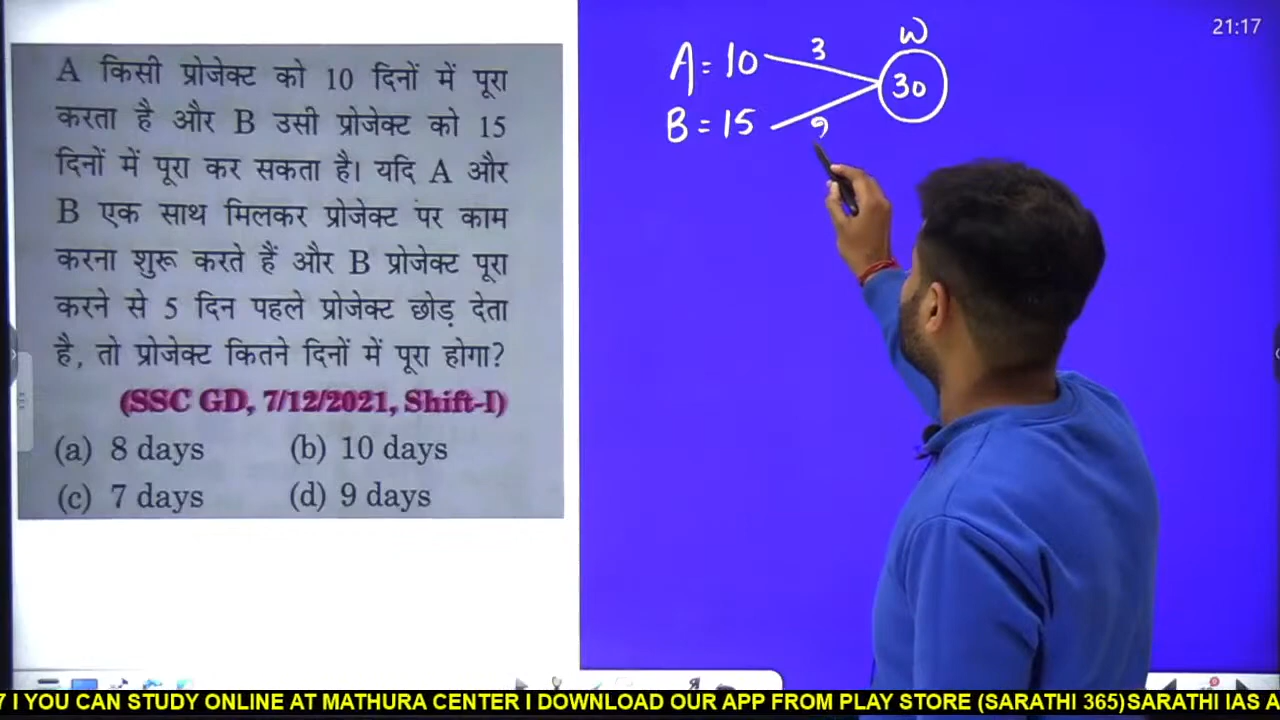 21:17
A किसी प्रोजेक्ट को 10 दिनों में पूरा
करता है और B उसी प्रोजेक्ट को 15
दिनों में पूरा कर सकता है। यदि A और
B एक साथ मिलकर प्रोजेक्ट पर काम
करना शुरू करते हैं और B प्रोजेक्ट पूरा
करने से 5 दिन पहले प्रोजेक्ट छोड़ देता
है, तो प्रोजेक्ट कितने दिनों में पूरा होगा?
(SSC GD, 7/12/2021, Shift-I)
(a) 8 days (b) 10 days
(c) 7 days (d) 9 days
W
A = 10 3 30
B = 15
7 I YOU CAN STUDY ONLINE AT MATHURA CENTER I DOWNLOAD OUR APP FROM PLAY STORE (SARATHI 365)SARATHI IAS A